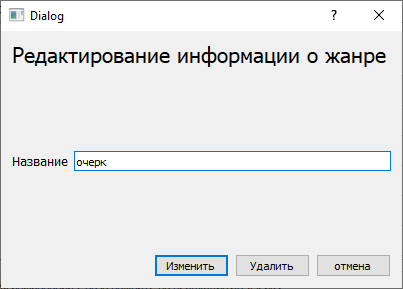 Dialog
Редактирование информации о жанре
Название очерк
Изменить Удалить отмена